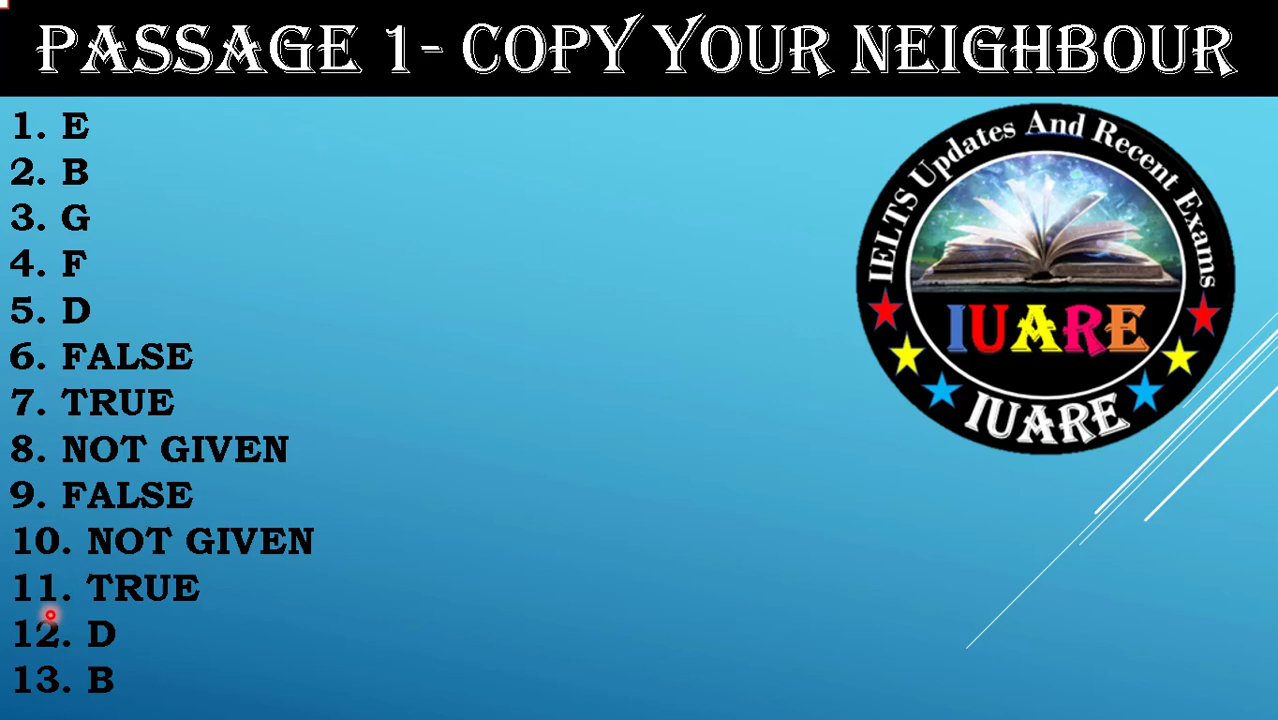 PASSAGE 1- COPY YOUR NEIGHBOUR
1. E
2. B
3. G
4. F
5. D
6. FALSE
7. TRUE
8. NOT GIVEN
9. FALSE
10. NOT GIVEN
11. TRUE
12. D
13. B
IELTS Updates And Recent Exams
IUARE
IUARE